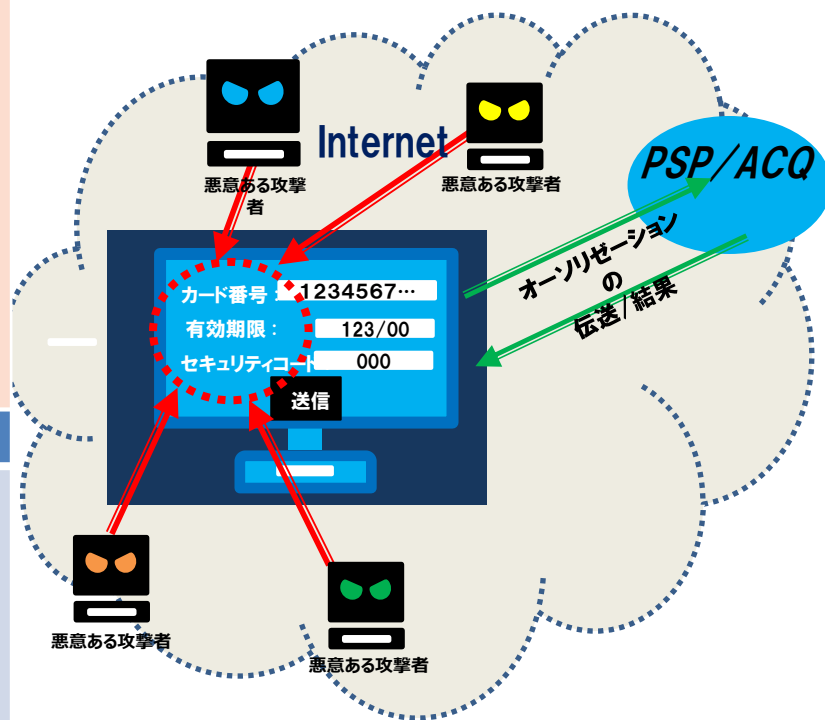 Internet
悪意ある攻撃
者
悪意ある攻撃者
PSP/ACQ
オーソリゼーション
の
伝送/結果
カード番号：
1234567…
有効期限：
123/00
セキュリティコード
000
送信
悪意ある攻撃者
悪意ある攻撃者